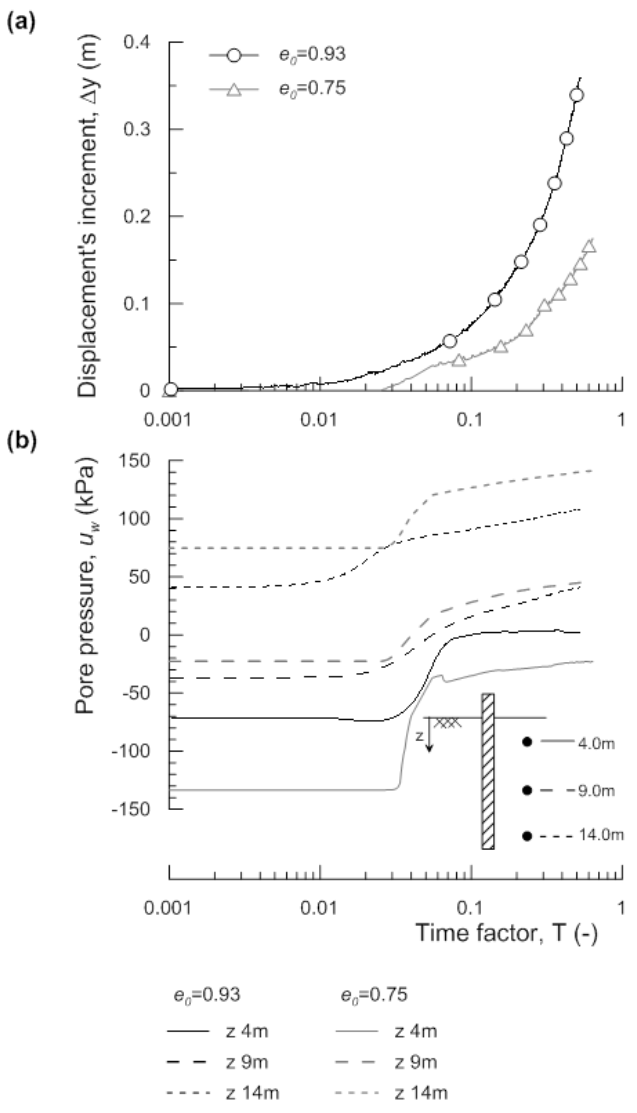 (a)
Displacement's increment, Δy (m)
0.4
0.3
0.2
0.1
0
e₀=0.93
e₀=0.75
0.001 0.01 0.1 1
(b)
Pore pressure, u_w (kPa)
150
100
50
0
-50
-100
-150
z
4.0m
9.0m
14.0m
0.001 0.01 0.1 1
Time factor, T (-)
e₀=0.93 e₀=0.75
z 4m z 4m
z 9m z 9m
z 14m z 14m